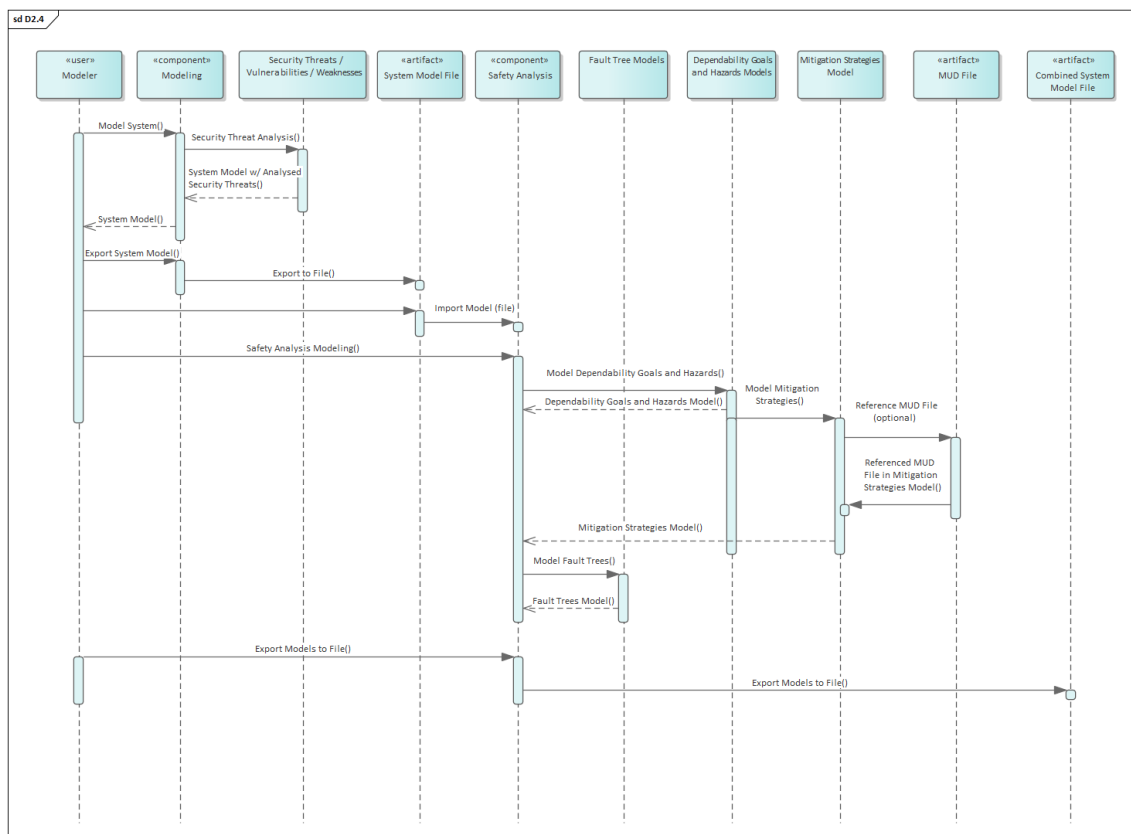 sd D2.4
«user»
Modeler
«component»
Modeling
Security Threats /
Vulnerabilities / Weaknesses
«artifact»
System Model File
«component»
Safety Analysis
Fault Tree Models
Dependability Goals
and Hazards Models
Mitigation Strategies
Model
«artifact»
MUD File
«artifact»
Combined System
Model File
Model System()
Security Threat Analysis()
System Model w/ Analysed
Security Threats()
System Model()
Export System Model()
Export to File()
Import Model (file)
Safety Analysis Modeling()
Model Dependability Goals and Hazards()
Dependability Goals and Hazards Model()
Model Mitigation
Strategies()
Reference MUD File
(optional)
Referenced MUD
File in Mitigation
Strategies Model()
Mitigation Strategies Model()
Model Fault Trees()
Fault Trees Model()
Export Models to File()
Export Models to File()